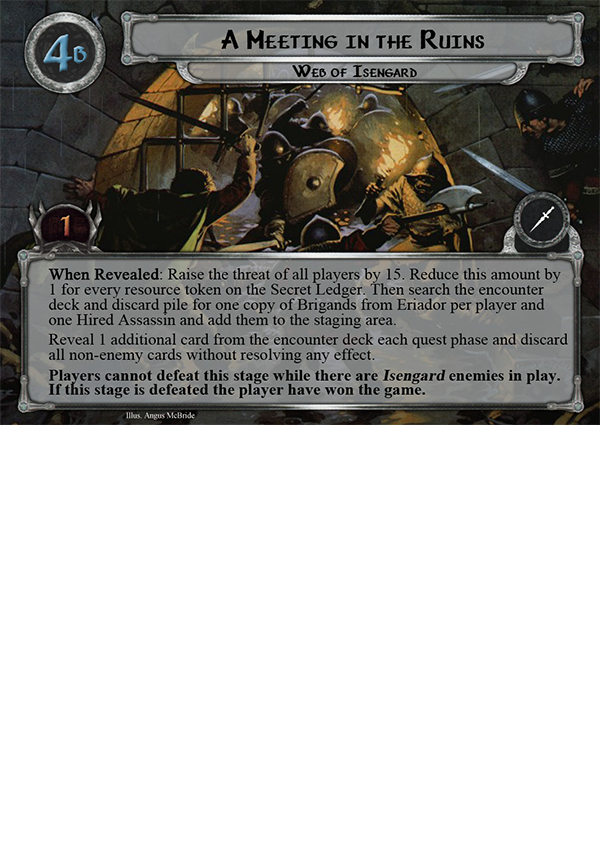 4B
A Meeting in the Ruins
Web of Isengard
1
When Revealed: Raise the threat of all players by 15. Reduce this amount by
1 for every resource token on the Secret Ledger. Then search the encounter
deck and discard pile for one copy of Brigands from Eriador per player and
one Hired Assassin and add them to the staging area.
Reveal 1 additional card from the encounter deck each quest phase and discard
all non-enemy cards without resolving any effect.
Players cannot defeat this stage while there are Isengard enemies in play.
If this stage is defeated the player have won the game.
Illus. Angus McBride